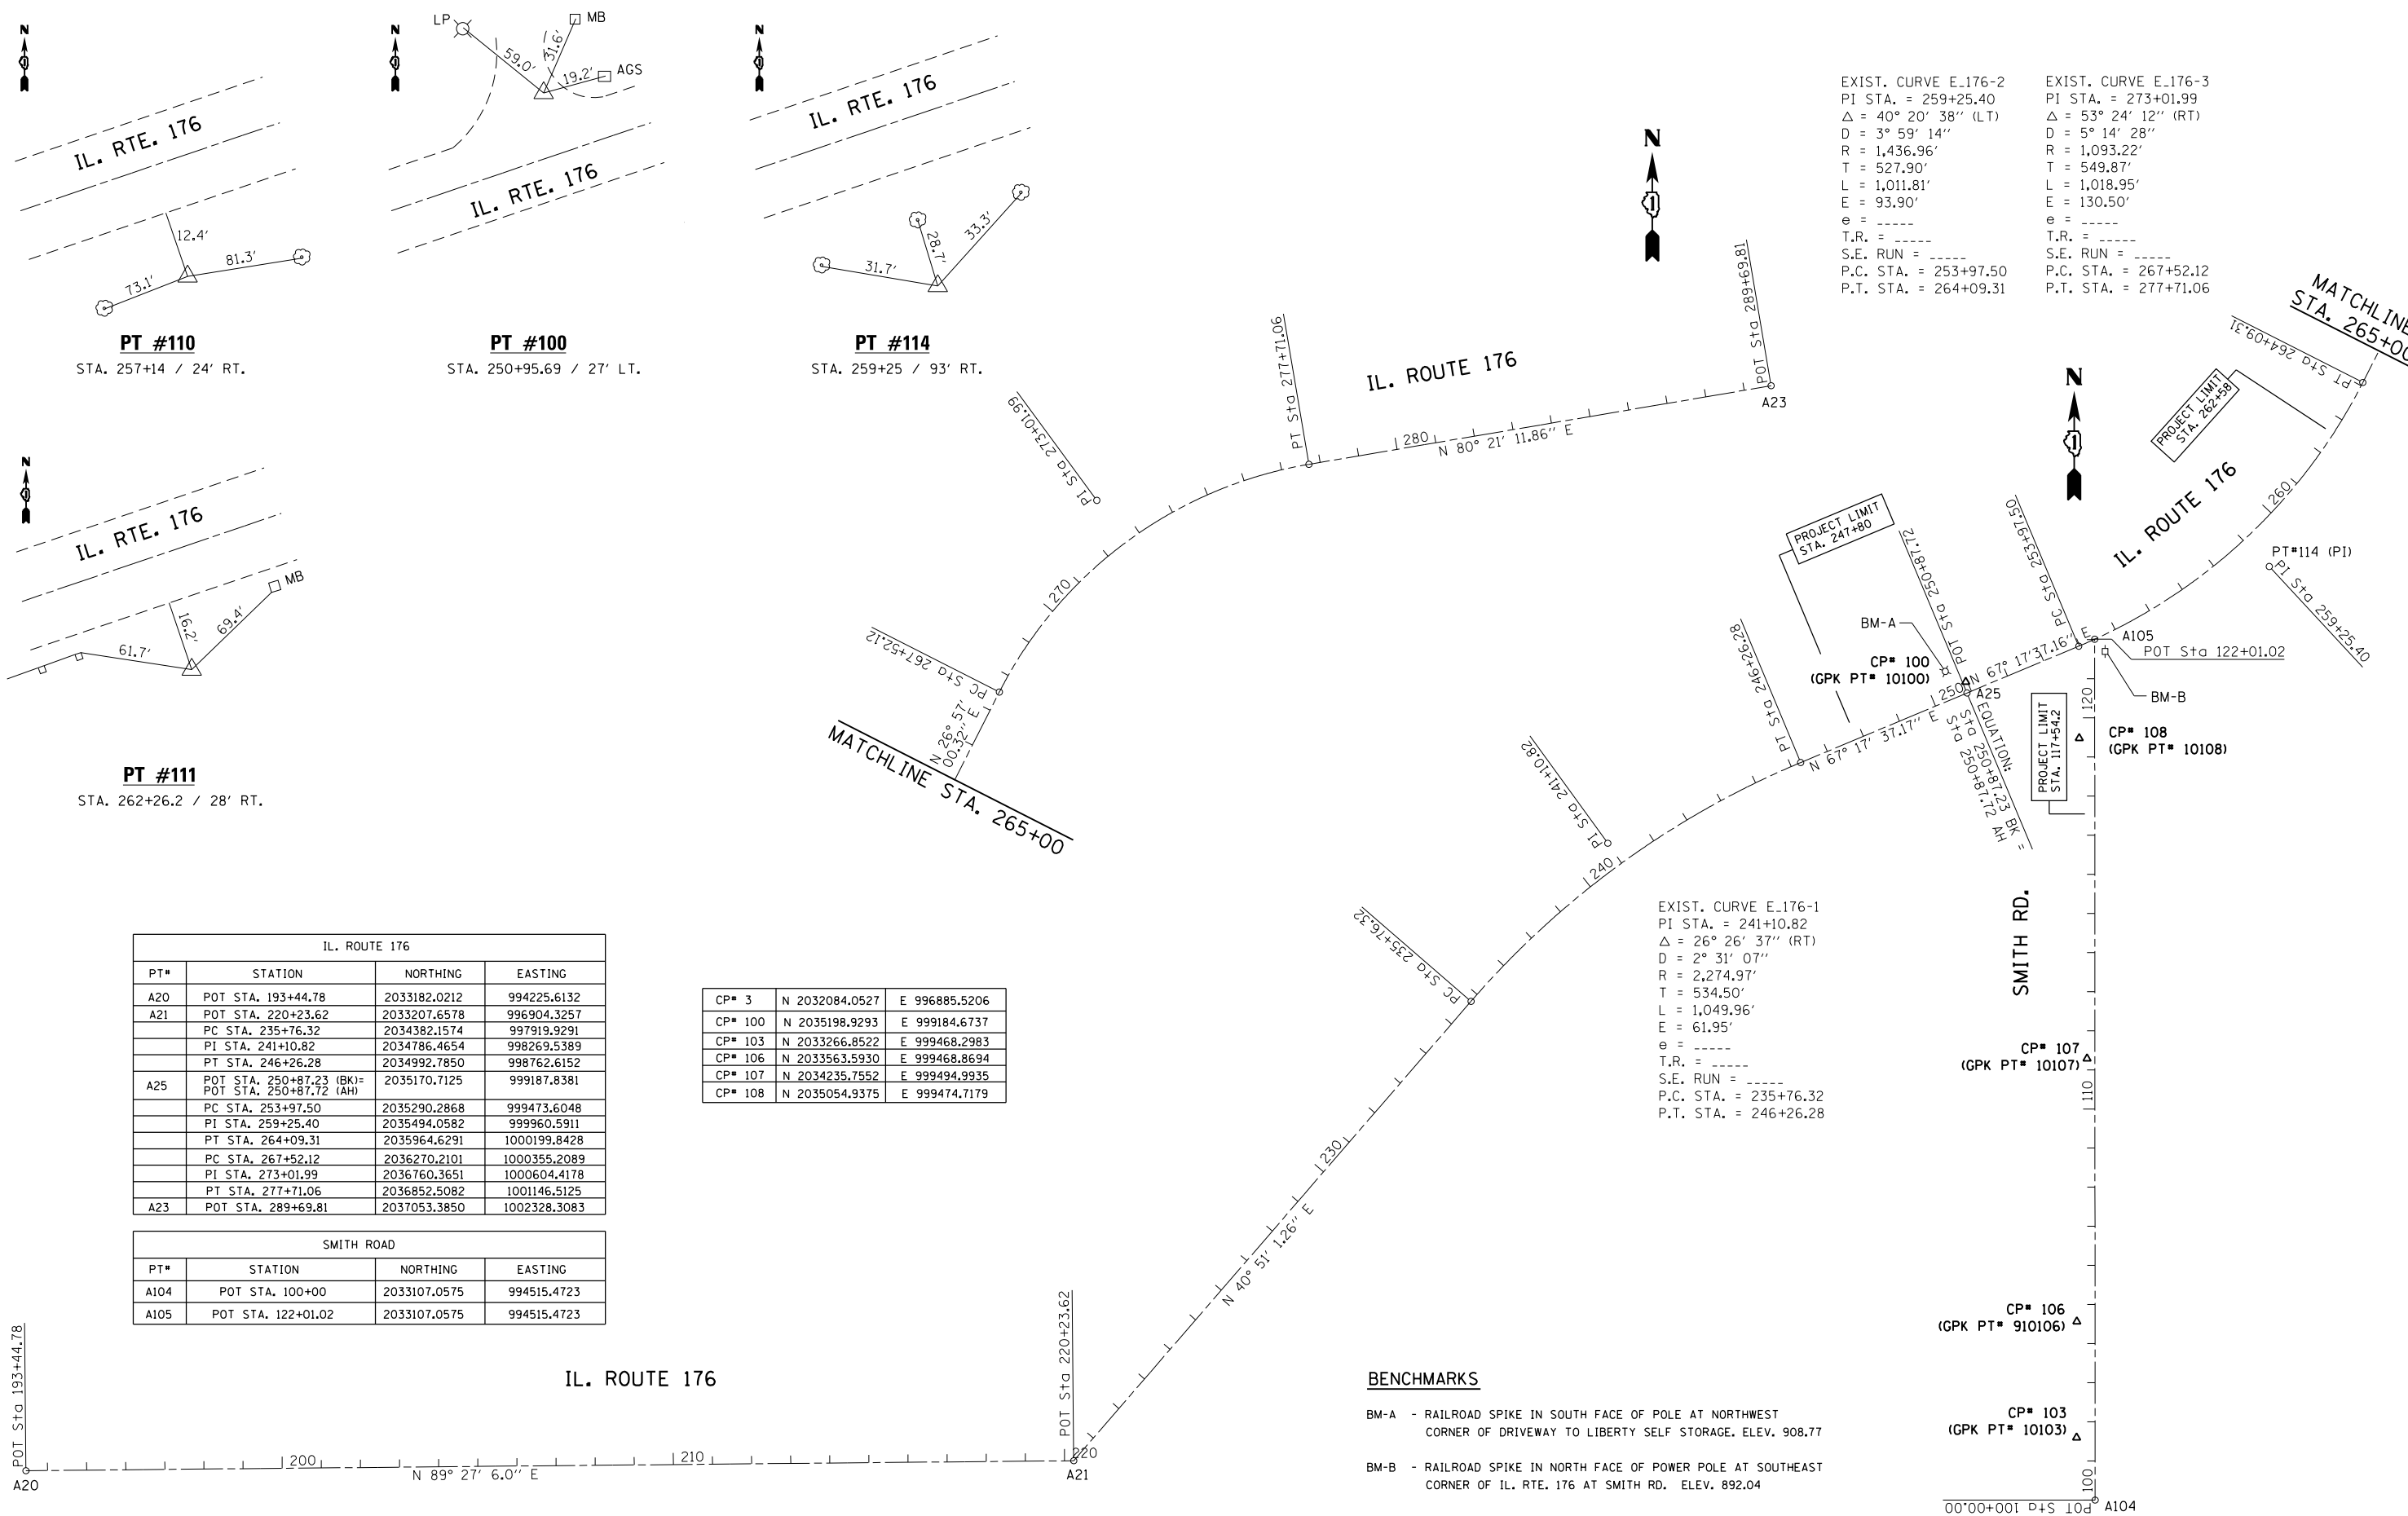 N
IL. RTE. 176
12.4'
81.3'
73.1'
PT #110
STA. 257+14 / 24' RT.
N
LP
MB
59.0'
31.6'
19.2'
AGS
IL. RTE. 176
PT #100
STA. 250+95.69 / 27' LT.
N
IL. RTE. 176
31.7'
28.7'
33.3'
PT #114
STA. 259+25 / 93' RT.
N
IL. RTE. 176
MB
61.7'
16.2'
69.4'
PT #111
STA. 262+26.2 / 28' RT.
EXIST. CURVE E_176-2
PI STA. = 259+25.40
Δ = 40° 20' 38'' (LT)
D = 3° 59' 14''
R = 1,436.96'
T = 527.90'
L = 1,011.81'
E = 93.90'
e = _____
T.R. = _____
S.E. RUN = _____
P.C. STA. = 253+97.50
P.T. STA. = 264+09.31
EXIST. CURVE E_176-3
PI STA. = 273+01.99
Δ = 53° 24' 12'' (RT)
D = 5° 14' 28''
R = 1,093.22'
T = 549.87'
L = 1,018.95'
E = 130.50'
e = _____
T.R. = _____
S.E. RUN = _____
P.C. STA. = 267+52.12
P.T. STA. = 277+71.06
N
1
MATCHLINE STA. 265+00
N 26° 57'
00.32'' E
PC Sta 267+52.12
270
PI Sta 273+01.99
PT Sta 277+71.06
280
N 80° 21' 11.86'' E
IL. ROUTE 176
POT Sta 289+69.81
A23
N
1
MATCHLINE
STA. 265+00
PT Sta 264+09.31
PROJECT LIMIT
STA. 262+58
IL. ROUTE 176
260
PT#114 (PI)
PI Sta 259+25.40
PC Sta 253+97.50
A105
POT Sta 122+01.02
BM-B
N 67° 17'37.16'' E
POT Sta 250+87.72
BM-A
CP# 100
(GPK PT# 10100)
250
A25
EQUATION:
Sta 250+87.23 BK =
Sta 250+87.72 AH
PROJECT LIMIT
STA. 247+80
PT Sta 246+26.28
N 67° 17' 37.17'' E
PI Sta 241+10.82
240
PC Sta 235+76.32
230
N 40° 51' 1.26'' E
PROJECT LIMIT
STA. 117+54.2
120
CP# 108
(GPK PT# 10108)
SMITH RD.
CP# 107
(GPK PT# 10107)
110
CP# 106
(GPK PT# 910106)
CP# 103
(GPK PT# 10103)
100
POT Sta 100+00.00
A104
EXIST. CURVE E_176-1
PI STA. = 241+10.82
Δ = 26° 26' 37'' (RT)
D = 2° 31' 07''
R = 2,274.97'
T = 534.50'
L = 1,049.96'
E = 61.95'
e = _____
T.R. = _____
S.E. RUN = _____
P.C. STA. = 235+76.32
P.T. STA. = 246+26.28
IL. ROUTE 176
PT# STATION NORTHING EASTING
A20 POT STA. 193+44.78 2033182.0212 994225.6132
A21 POT STA. 220+23.62 2033207.6578 996904.3257
PC STA. 235+76.32 2034382.1574 997919.9291
PI STA. 241+10.82 2034786.4654 998269.5389
PT STA. 246+26.28 2034992.7850 998762.6152
A25 POT STA. 250+87.23 (BK)= 2035170.7125 999187.8381
POT STA. 250+87.72 (AH)
PC STA. 253+97.50 2035290.2868 999473.6048
PI STA. 259+25.40 2035494.0582 999960.5911
PT STA. 264+09.31 2035964.6291 1000199.8428
PC STA. 267+52.12 2036270.2101 1000355.2089
PI STA. 273+01.99 2036760.3651 1000604.4178
PT STA. 277+71.06 2036852.5082 1001146.5125
A23 POT STA. 289+69.81 2037053.3850 1002328.3083
SMITH ROAD
PT# STATION NORTHING EASTING
A104 POT STA. 100+00 2033107.0575 994515.4723
A105 POT STA. 122+01.02 2033107.0575 994515.4723
CP# 3 N 2032084.0527 E 996885.5206
CP# 100 N 2035198.9293 E 999184.6737
CP# 103 N 2033266.8522 E 999468.2983
CP# 106 N 2033563.5930 E 999468.8694
CP# 107 N 2034235.7552 E 999494.9935
CP# 108 N 2035054.9375 E 999474.7179
POT Sta 193+44.78
A20
200
N 89° 27' 6.0'' E
IL. ROUTE 176
210
POT Sta 220+23.62
220
A21
BENCHMARKS
BM-A - RAILROAD SPIKE IN SOUTH FACE OF POLE AT NORTHWEST
CORNER OF DRIVEWAY TO LIBERTY SELF STORAGE. ELEV. 908.77
BM-B - RAILROAD SPIKE IN NORTH FACE OF POWER POLE AT SOUTHEAST
CORNER OF IL. RTE. 176 AT SMITH RD. ELEV. 892.04